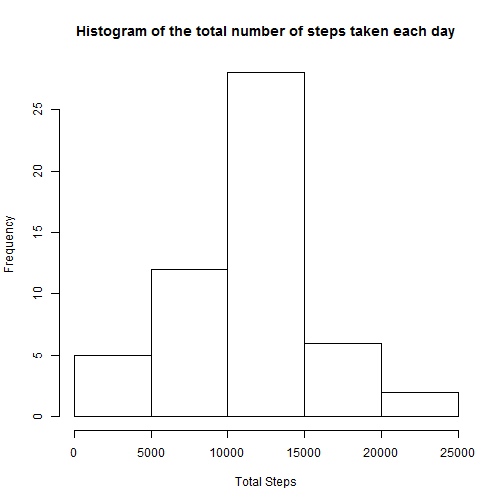 Histogram of the total number of steps taken each day
Frequency
25
20
15
10
5
0
0 5000 10000 15000 20000 25000
Total Steps